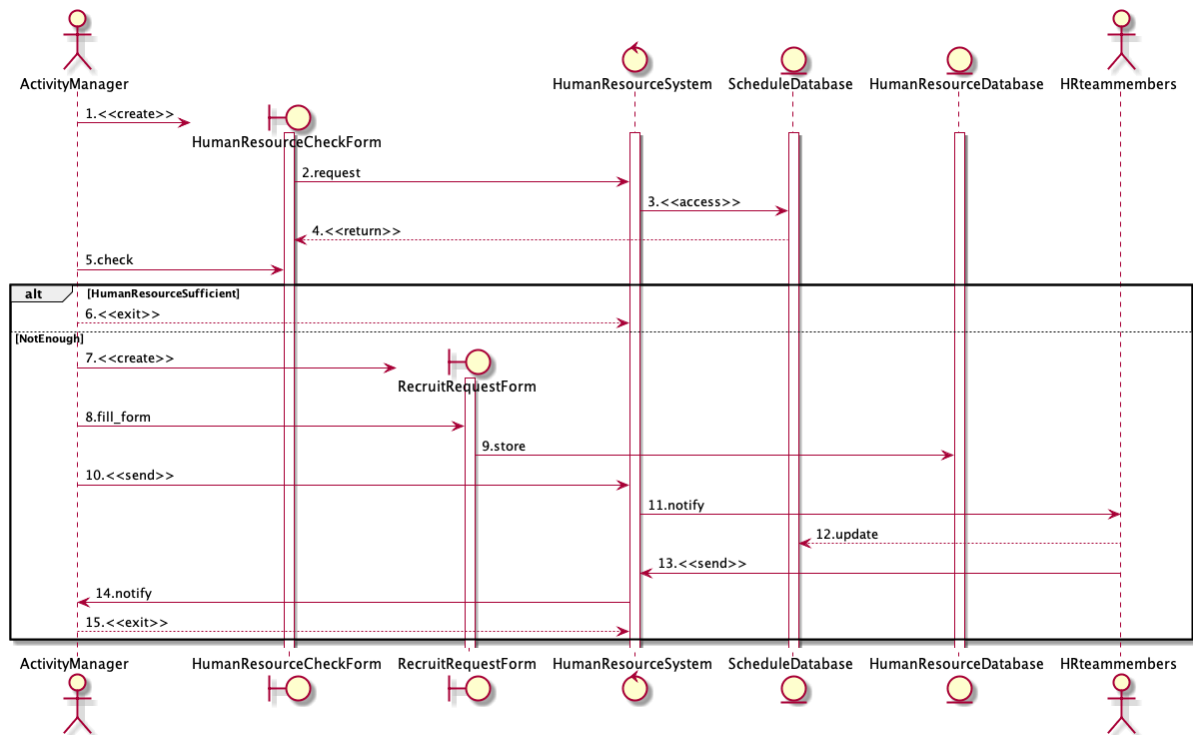 ActivityManager
HumanResourceSystem
ScheduleDatabase
HumanResourceDatabase
HRteammembers
1.<<create>>
HumanResourceCheckForm
2.request
3.<<access>>
4.<<return>>
5.check
alt
[HumanResourceSufficient]
6.<<exit>>
[NotEnough]
7.<<create>>
RecruitRequestForm
8.fill_form
9.store
10.<<send>>
11.notify
12.update
13.<<send>>
14.notify
15.<<exit>>
ActivityManager
HumanResourceCheckForm
RecruitRequestForm
HumanResourceSystem
ScheduleDatabase
HumanResourceDatabase
HRteammembers